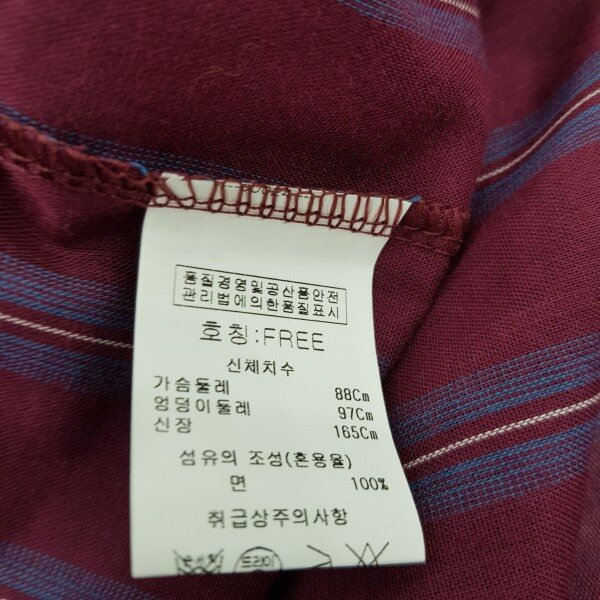 품질경영및공산품안전
관리법에의한품질표시
호칭:FREE
신체치수
가슴둘레 88Cm
엉덩이둘레 97Cm
신장 165Cm
섬유의 조성(혼용율)
면 100%
취급상주의사항
드라이